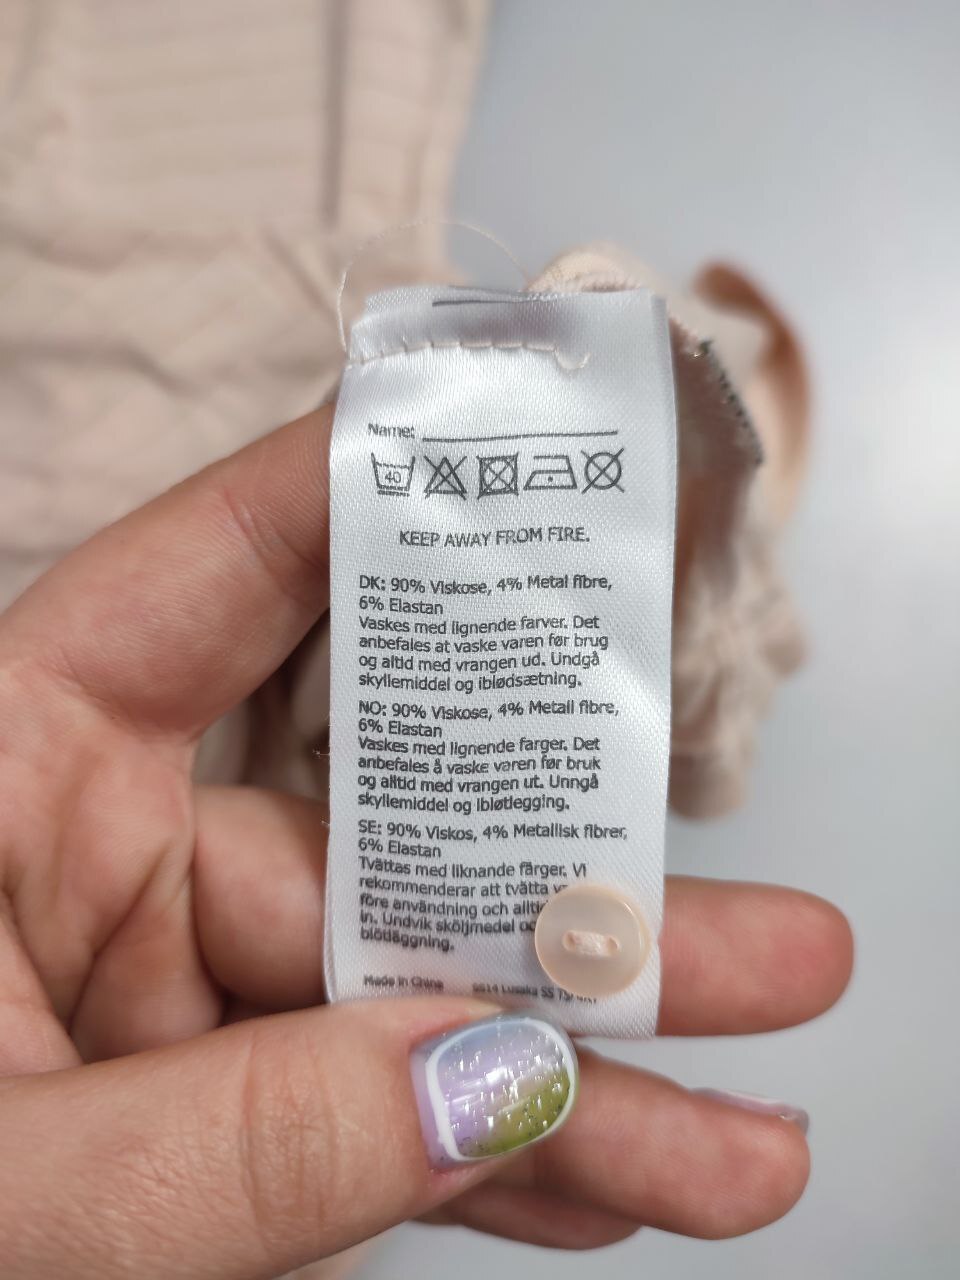 Name:
40
KEEP AWAY FROM FIRE.
DK: 90% Viskose, 4% Metal fibre,
6% Elastan
Vaskes med lignende farver. Det
anbefales at vaske varen før brug
og altid med vrangen ud. Undgå
skyllemiddel og iblødsætning.
NO: 90% Viskose, 4% Metall fibre,
6% Elastan
Vaskes med lignende farger. Det
anbefales å vaske varen før bruk
og alltid med vrangen ut. Unngå
skyllemiddel og ibløtlegging.
SE: 90% Viskos, 4% Metallisk fibrer,
6% Elastan
Tvättas med liknande färger. Vi
rekommenderar att tvätta
före användning och
in. Undvik sköljmedel
blötläggning.
Made in China
SS14 Lusaka SS